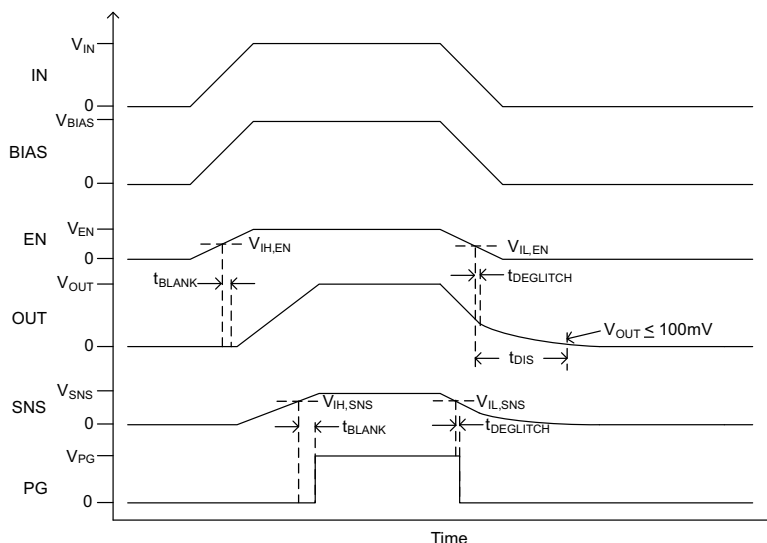 V_IN
IN
0
V_BIAS
BIAS
0
V_EN
EN
V_IH,EN
V_IL,EN
0
t_BLANK
t_DEGLITCH
V_OUT
OUT
V_OUT ≤ 100mV
0
t_DIS
V_SNS
SNS
V_IH,SNS
V_IL,SNS
0
t_BLANK
t_DEGLITCH
V_PG
PG
0
Time